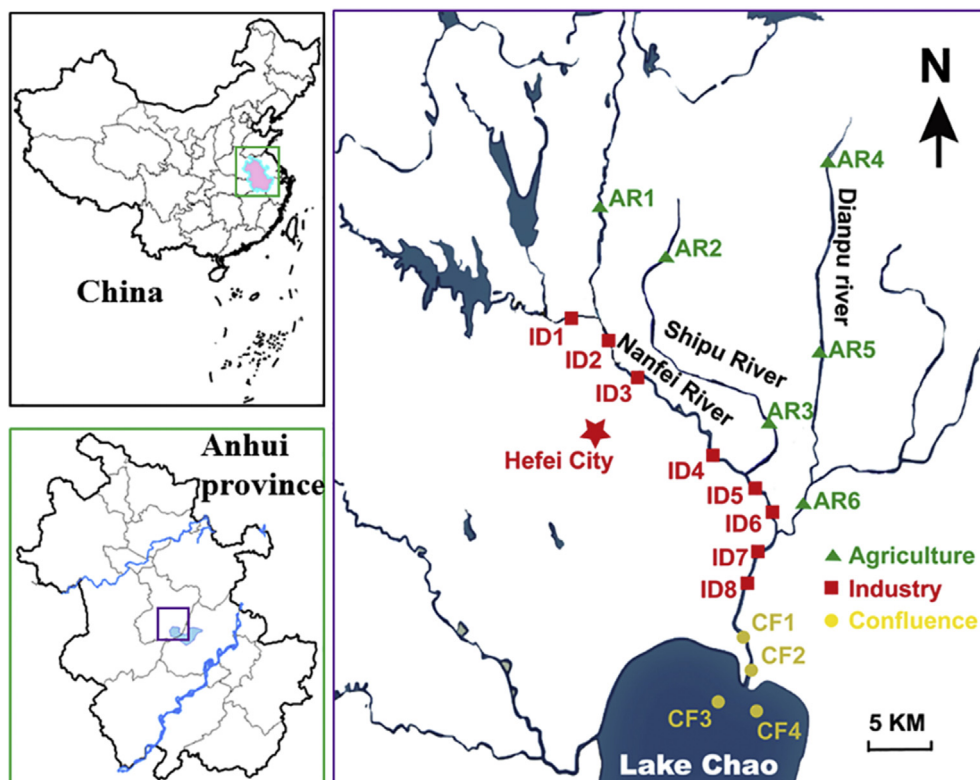 China
Anhui
province
N
AR4
AR1
Dianpu river
AR2
ID1
ID2
Nanfei River
Shipu River
AR5
ID3
AR3
Hefei City
ID4
ID5
AR6
ID6
ID7
Agriculture
ID8
Industry
CF1
Confluence
CF2
CF3
CF4
5 KM
Lake Chao